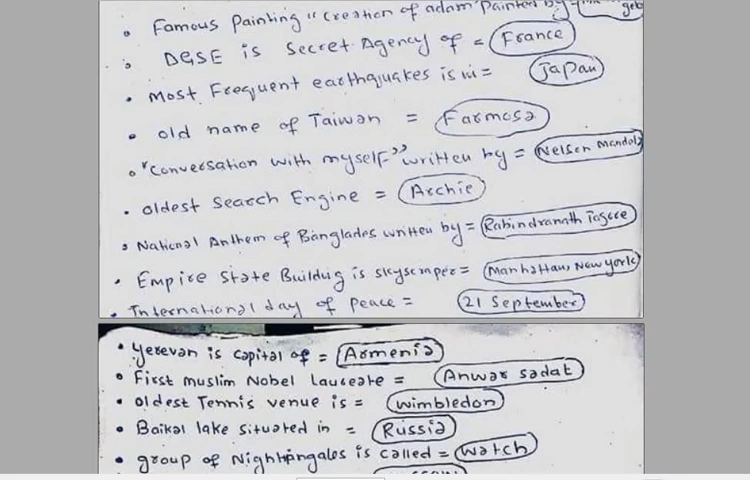 Famous Painting "Creation of adam Painted by
DGSE is Secret Agency of = France
most Frequent earthquakes is in = Japan
old name of Taiwan = Farmosa
"Conversation with myself" written by = Nelson Mandela
oldest Search Engine = Archie
National Anthem of Banglades written by = Rabindranath Tagore
Empire State Building is skyscraper = Manhattan, New york
International day of peace = 21 September
Yerevan is capital of = Armenia
First muslim Nobel Laureate = Anwar sadat
oldest Tennis venue is = wimbledon
Baikal lake situated in = Russia
group of Nightingales is called = watch